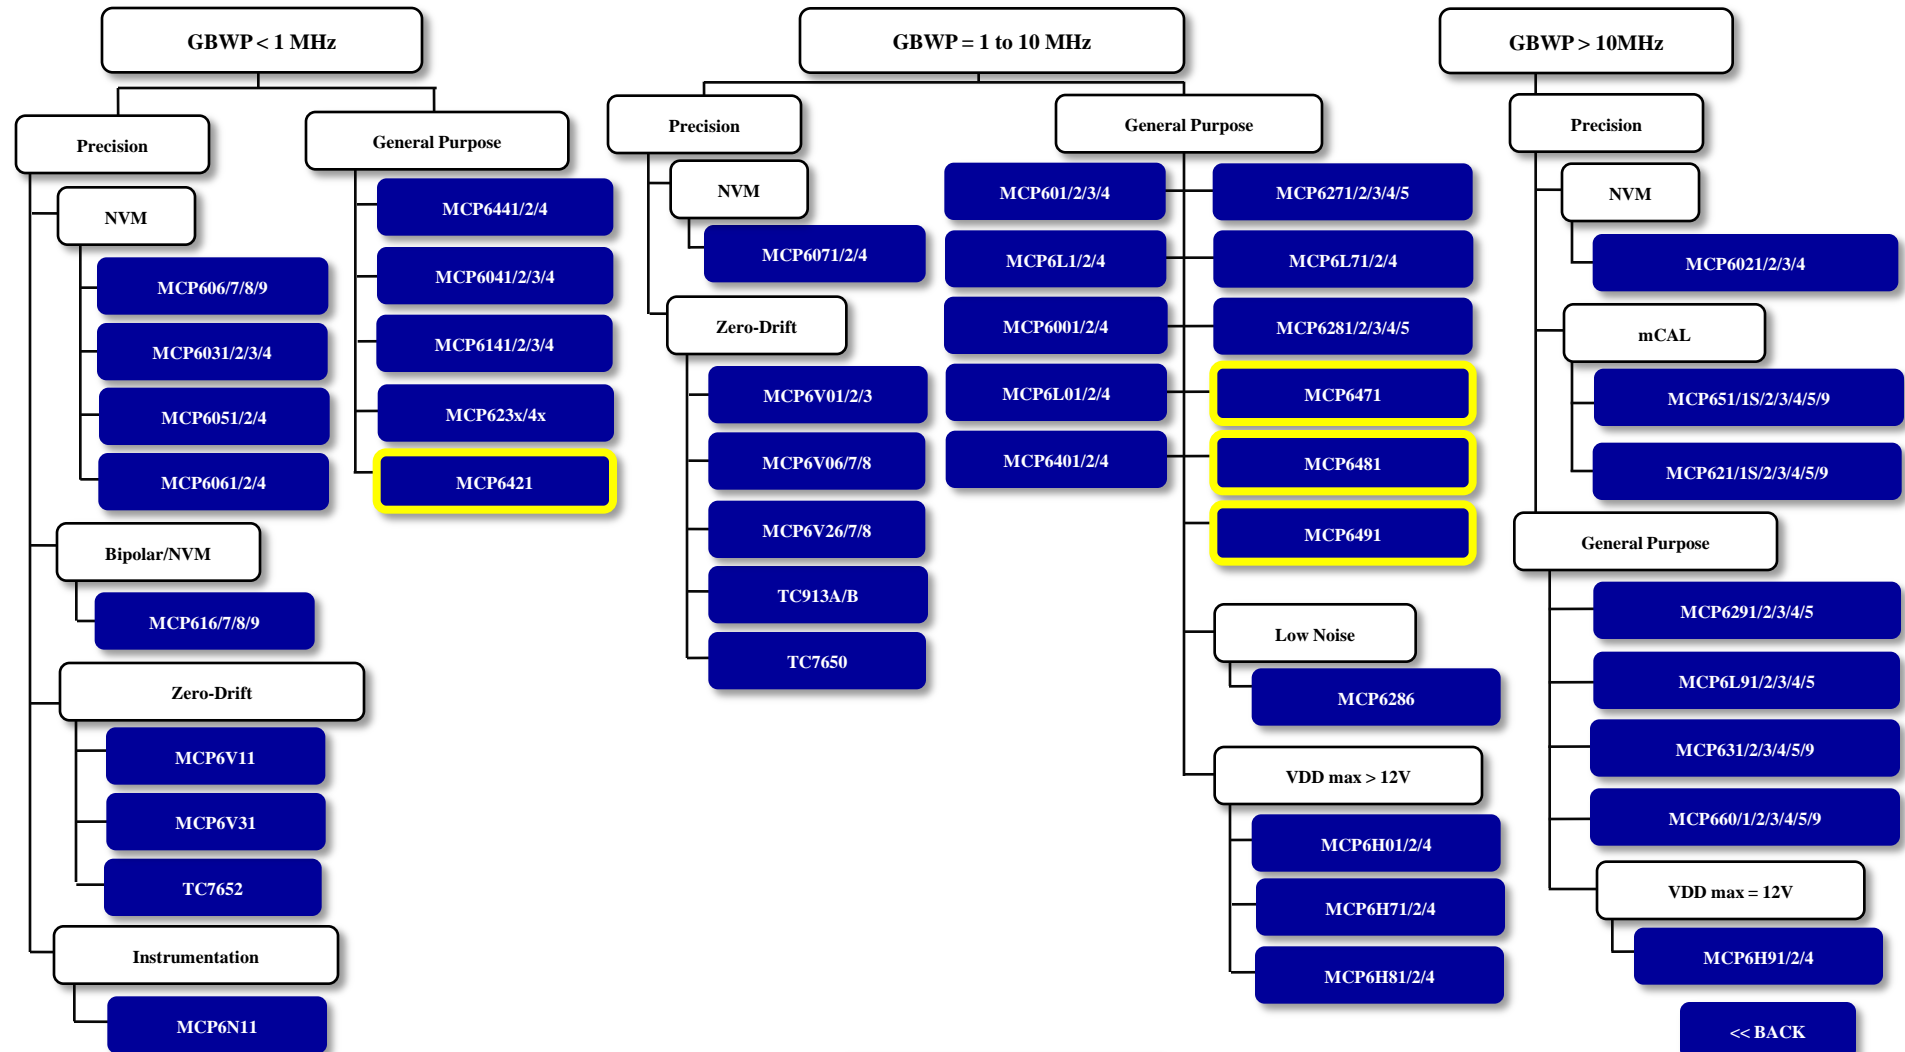 GBWP < 1 MHz
Precision
NVM
MCP606/7/8/9
MCP6031/2/3/4
MCP6051/2/4
MCP6061/2/4
Bipolar/NVM
MCP616/7/8/9
Zero-Drift
MCP6V11
MCP6V31
TC7652
Instrumentation
MCP6N11
General Purpose
MCP6441/2/4
MCP6041/2/3/4
MCP6141/2/3/4
MCP623x/4x
MCP6421
GBWP = 1 to 10 MHz
Precision
NVM
MCP6071/2/4
Zero-Drift
MCP6V01/2/3
MCP6V06/7/8
MCP6V26/7/8
TC913A/B
TC7650
General Purpose
MCP601/2/3/4
MCP6271/2/3/4/5
MCP6L1/2/4
MCP6L71/2/4
MCP6001/2/4
MCP6281/2/3/4/5
MCP6L01/2/4
MCP6471
MCP6401/2/4
MCP6481
MCP6491
Low Noise
MCP6286
VDD max > 12V
MCP6H01/2/4
MCP6H71/2/4
MCP6H81/2/4
GBWP > 10MHz
Precision
NVM
MCP6021/2/3/4
mCAL
MCP651/1S/2/3/4/5/9
MCP621/1S/2/3/4/5/9
General Purpose
MCP6291/2/3/4/5
MCP6L91/2/3/4/5
MCP631/2/3/4/5/9
MCP660/1/2/3/4/5/9
VDD max = 12V
MCP6H91/2/4
<< BACK